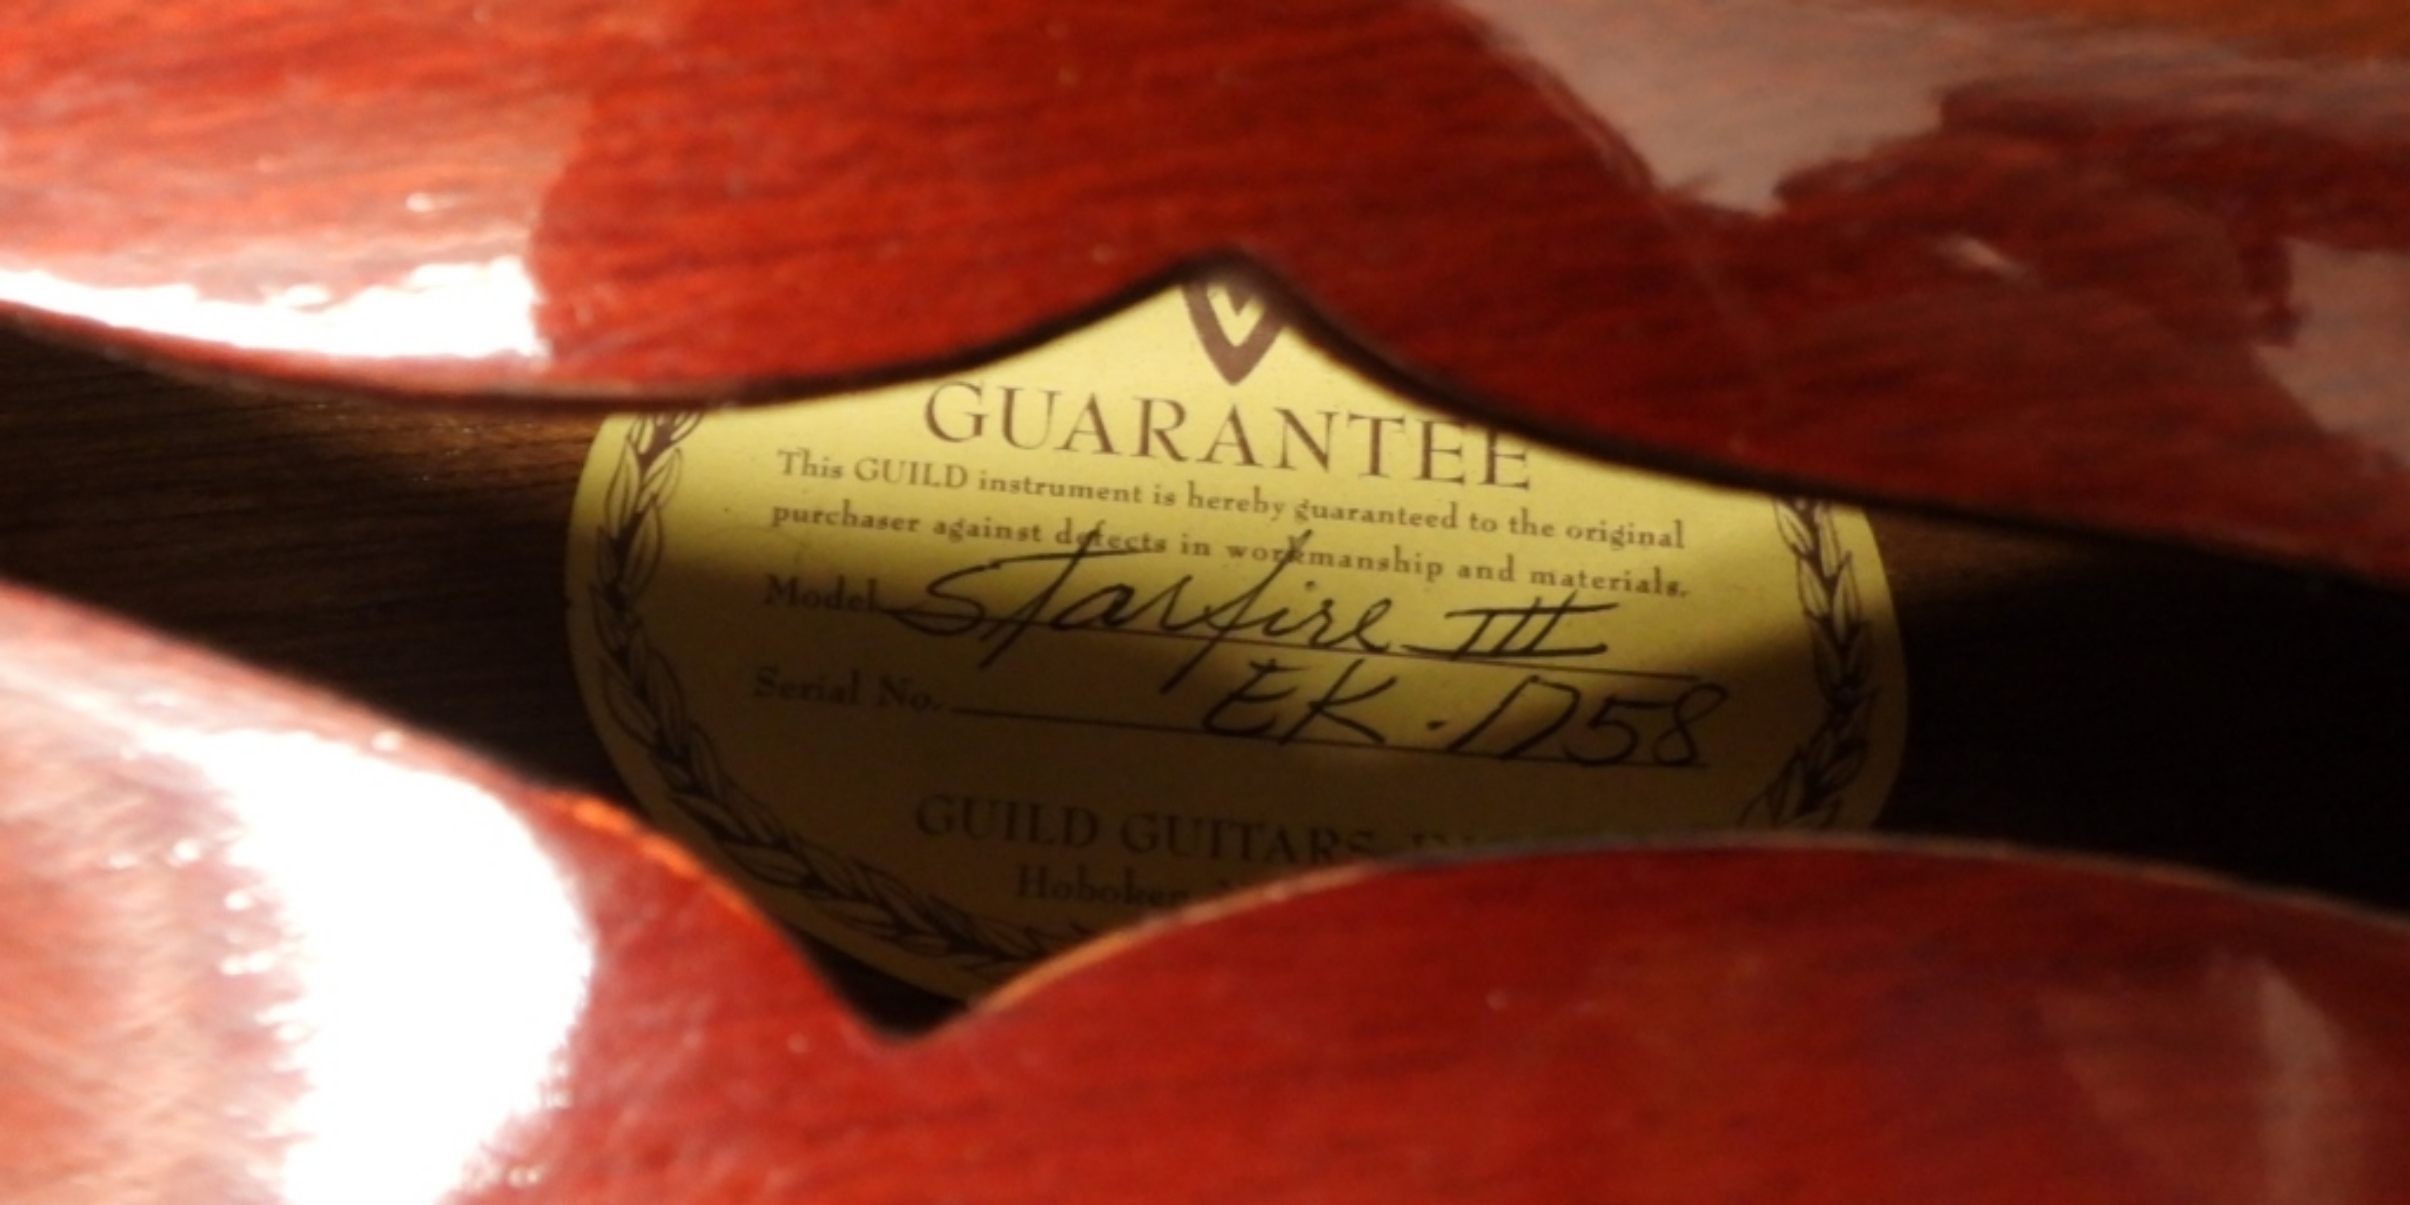 GUARANTEE
This GUILD instrument is hereby guaranteed to the original
purchaser against defects in workmanship and materials.
Model Starfire III
Serial No. EK-1758
GUILD GUITARS,
Hoboken,